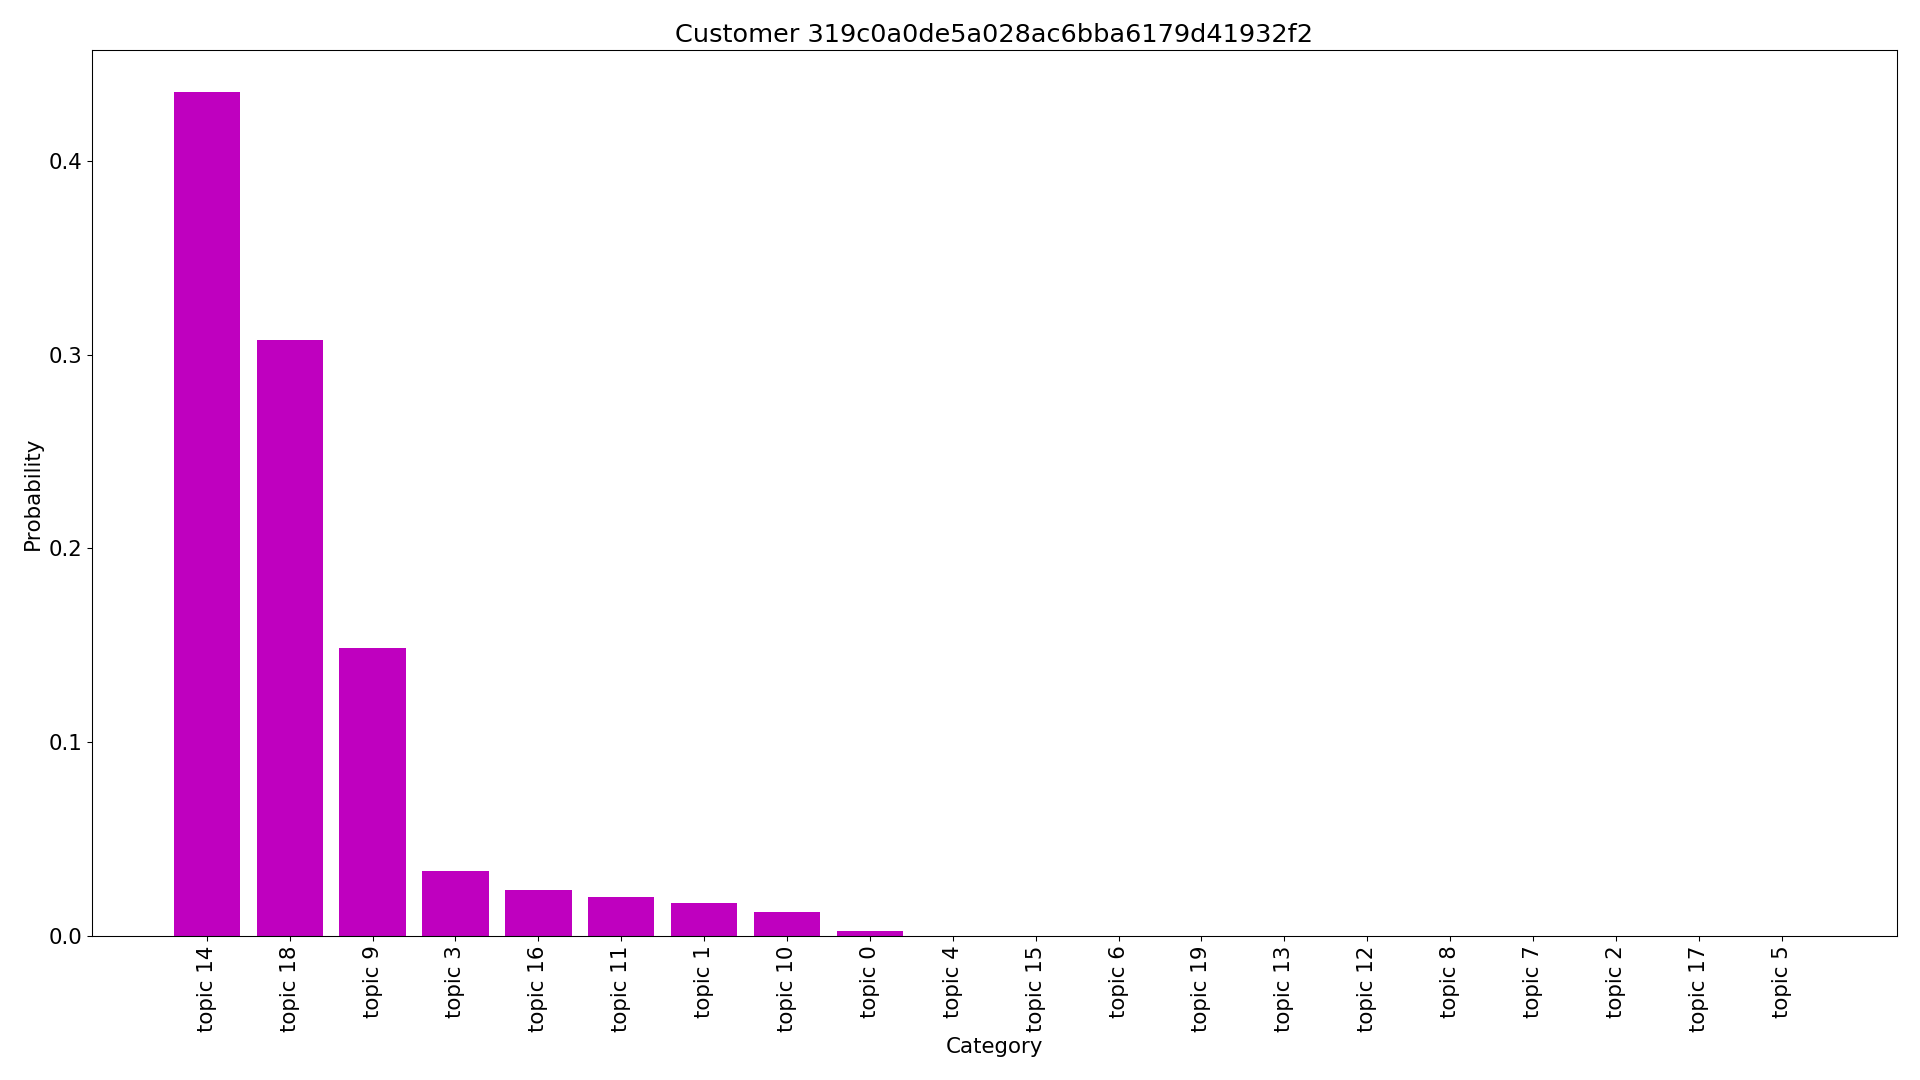 Customer 319c0a0de5a028ac6bba6179d41932f2
Probability
0.4
0.3
0.2
0.1
0.0
topic 14
topic 18
topic 9
topic 3
topic 16
topic 11
topic 1
topic 10
topic 0
topic 4
topic 15
topic 6
topic 19
topic 13
topic 12
topic 8
topic 7
topic 2
topic 17
topic 5
Category